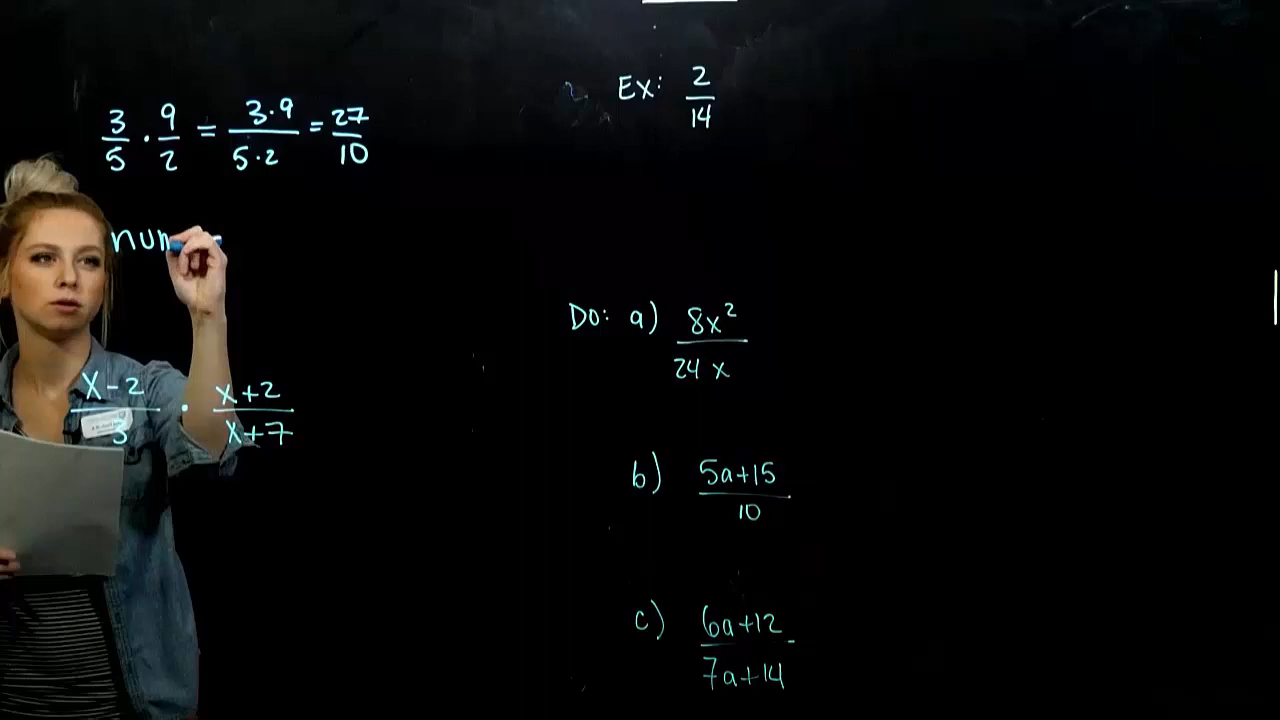 3/5 · 9/2 = 3·9/5·2 = 27/10
num
x-2/3 · x+2/x+7
Ex: 2/14
Do: a) 8x²/24x
b) 5a+15/10
c) 6a+12/7a+14